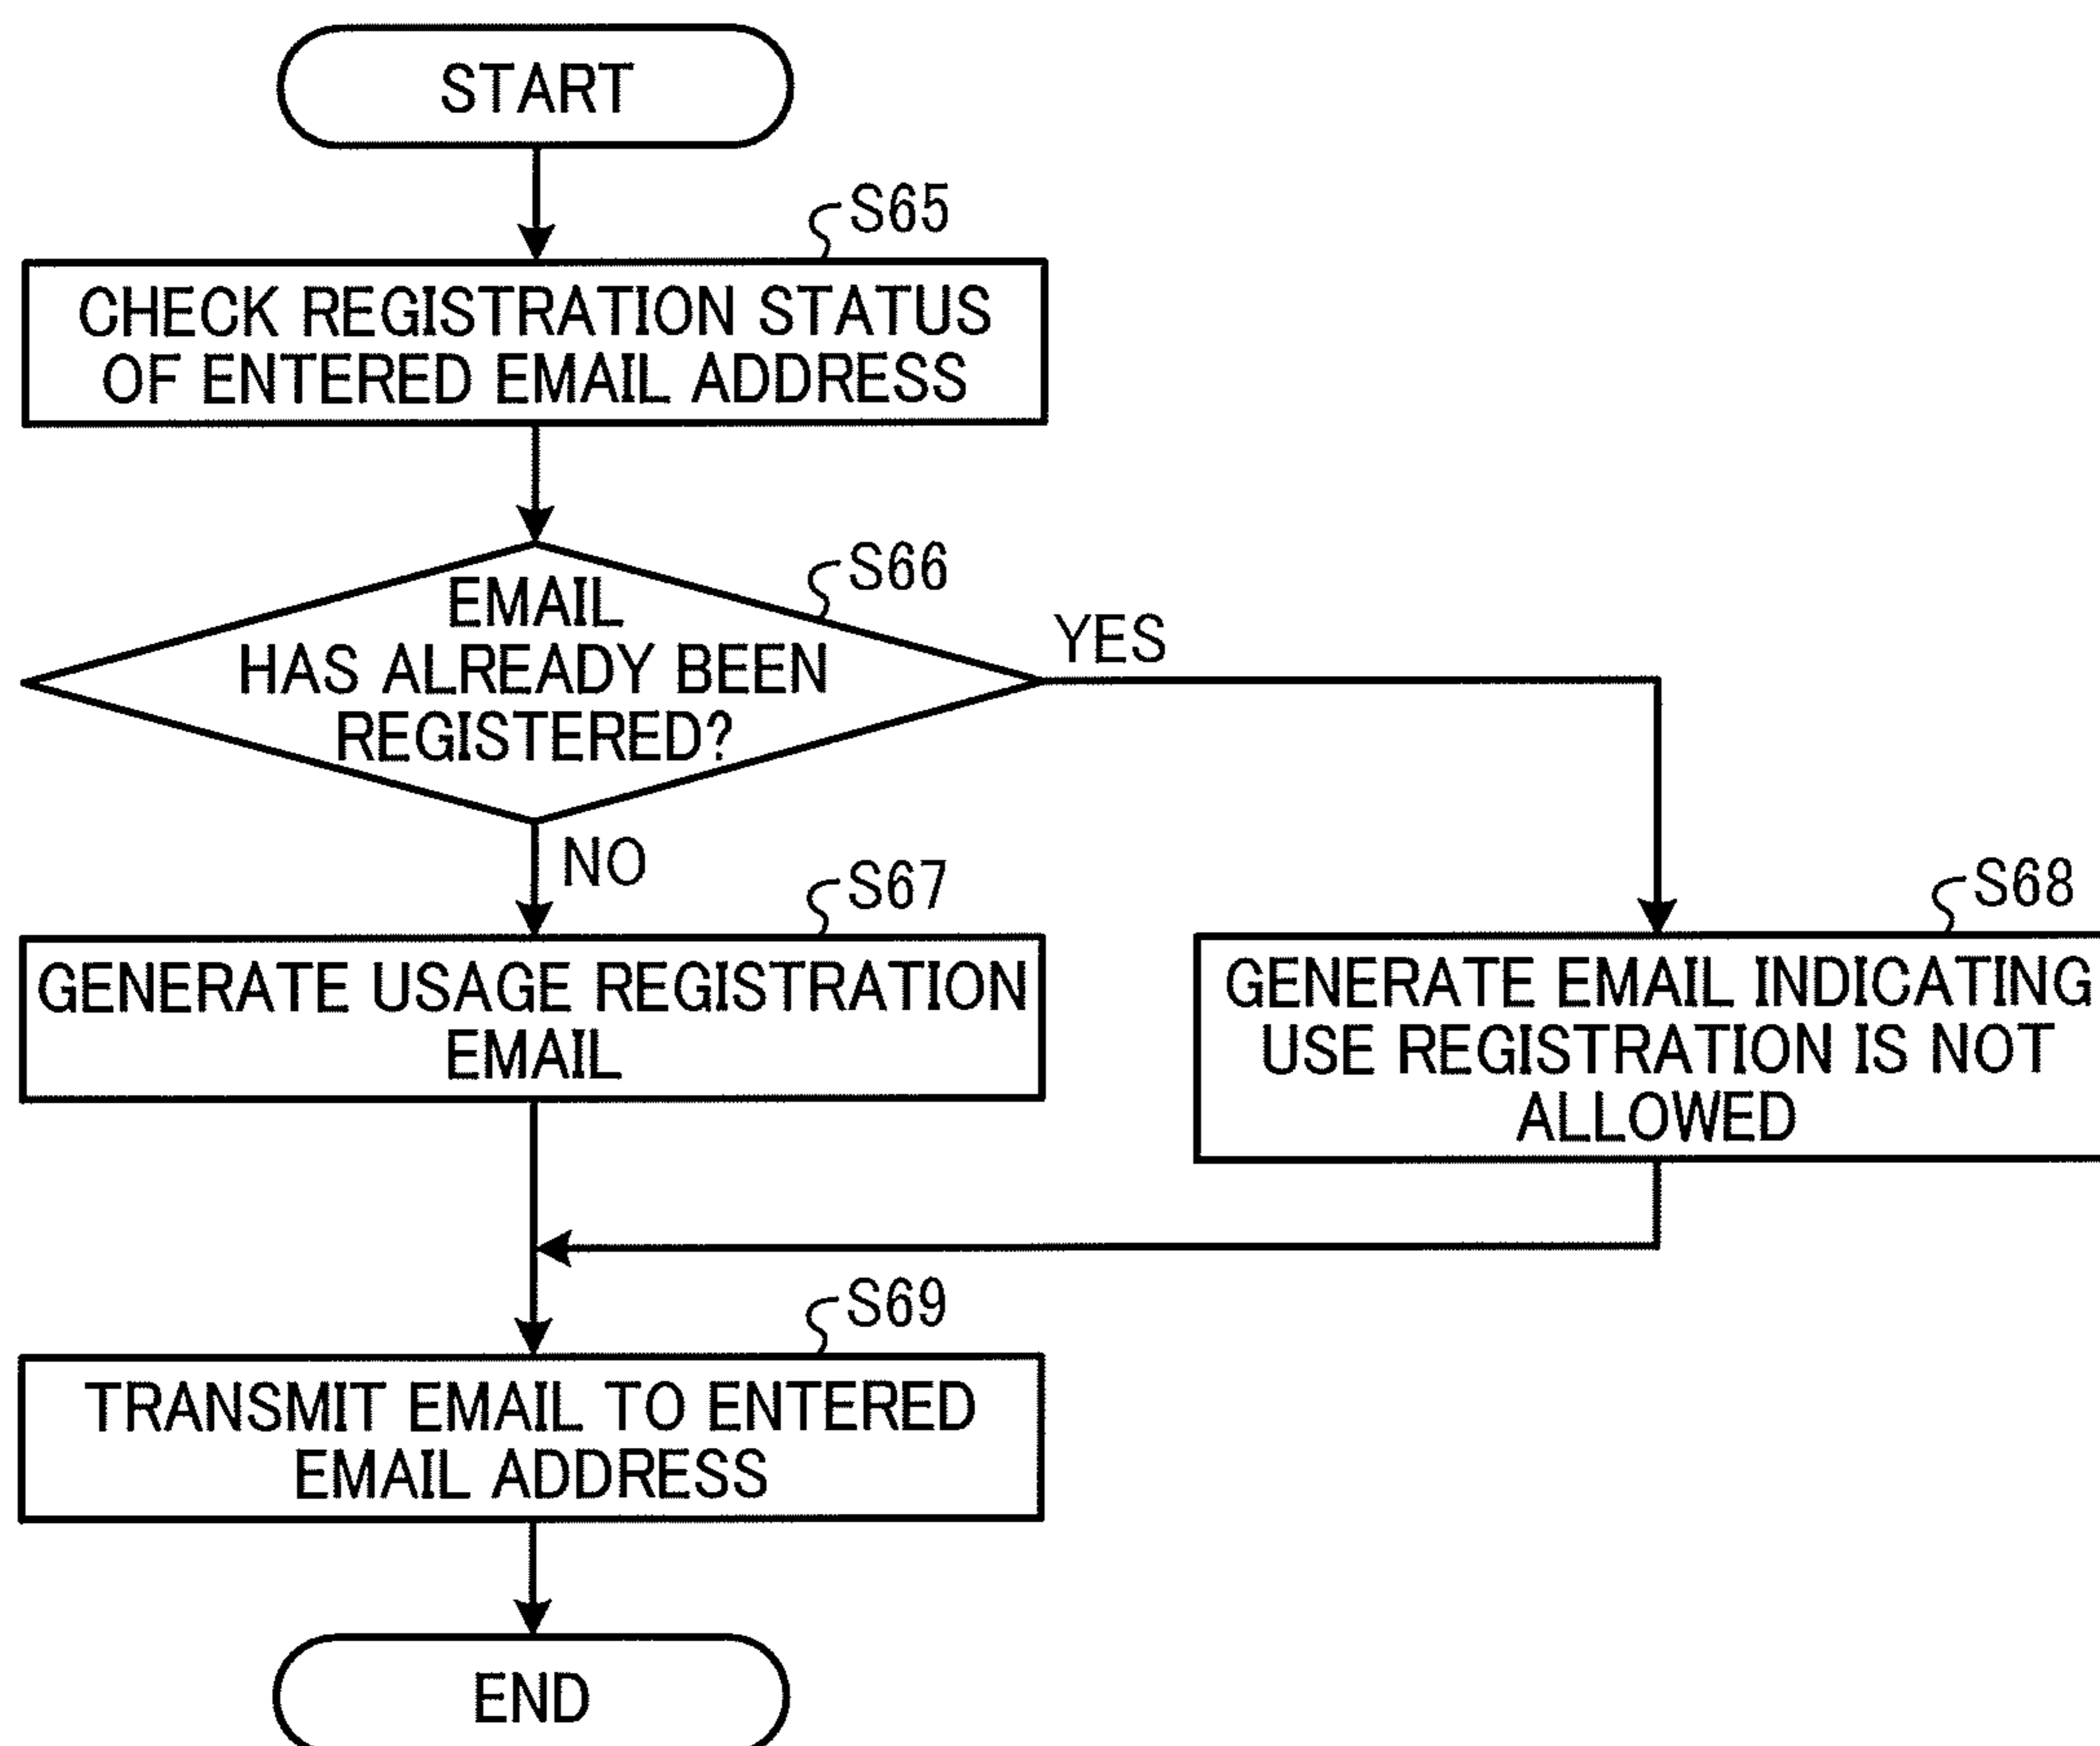 START
S65
CHECK REGISTRATION STATUS
OF ENTERED EMAIL ADDRESS
S66
EMAIL
HAS ALREADY BEEN
REGISTERED?
YES
NO
S67
GENERATE USAGE REGISTRATION
EMAIL
S68
GENERATE EMAIL INDICATING
USE REGISTRATION IS NOT
ALLOWED
S69
TRANSMIT EMAIL TO ENTERED
EMAIL ADDRESS
END